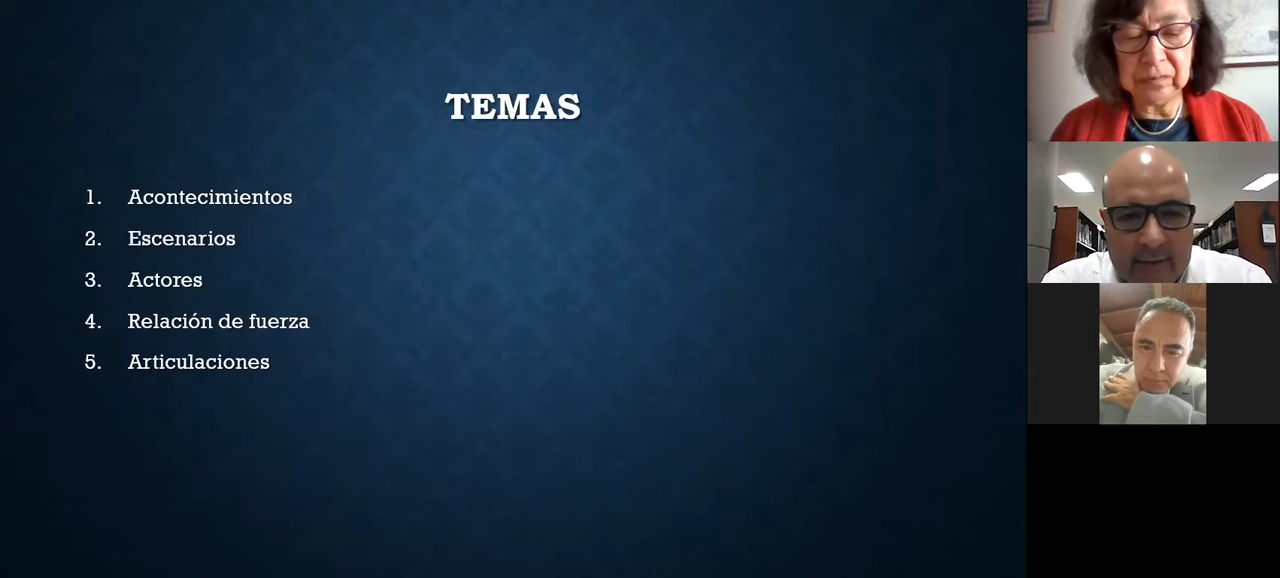 TEMAS
1. Acontecimientos
2. Escenarios
3. Actores
4. Relación de fuerza
5. Articulaciones